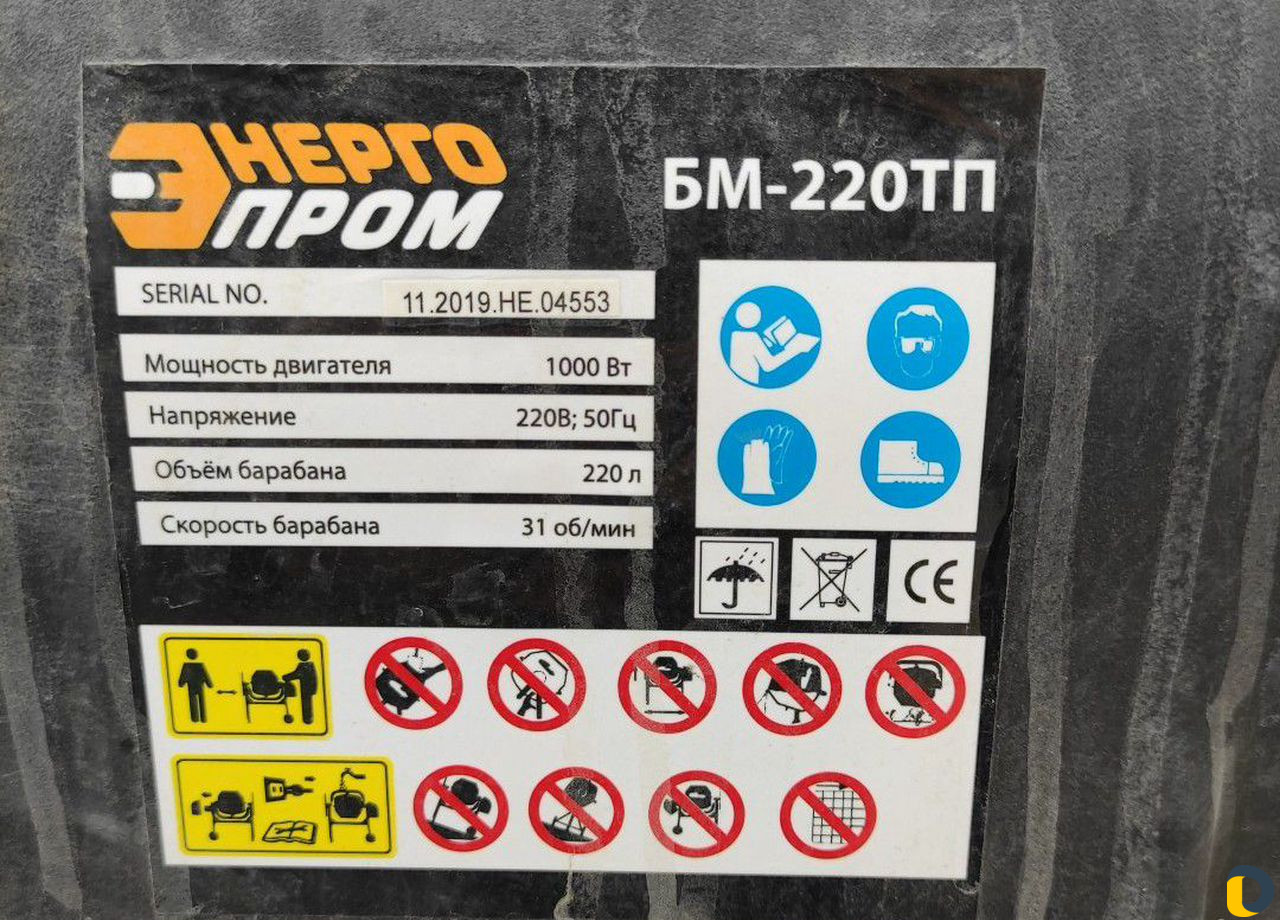 ЭНЕРГО
ПРОМ
БМ-220ТП
SERIAL NO. 11.2019.НЕ.04553
Мощность двигателя 1000 Вт
Напряжение 220В; 50Гц
Объём барабана 220 л
Скорость барабана 31 об/мин
CE